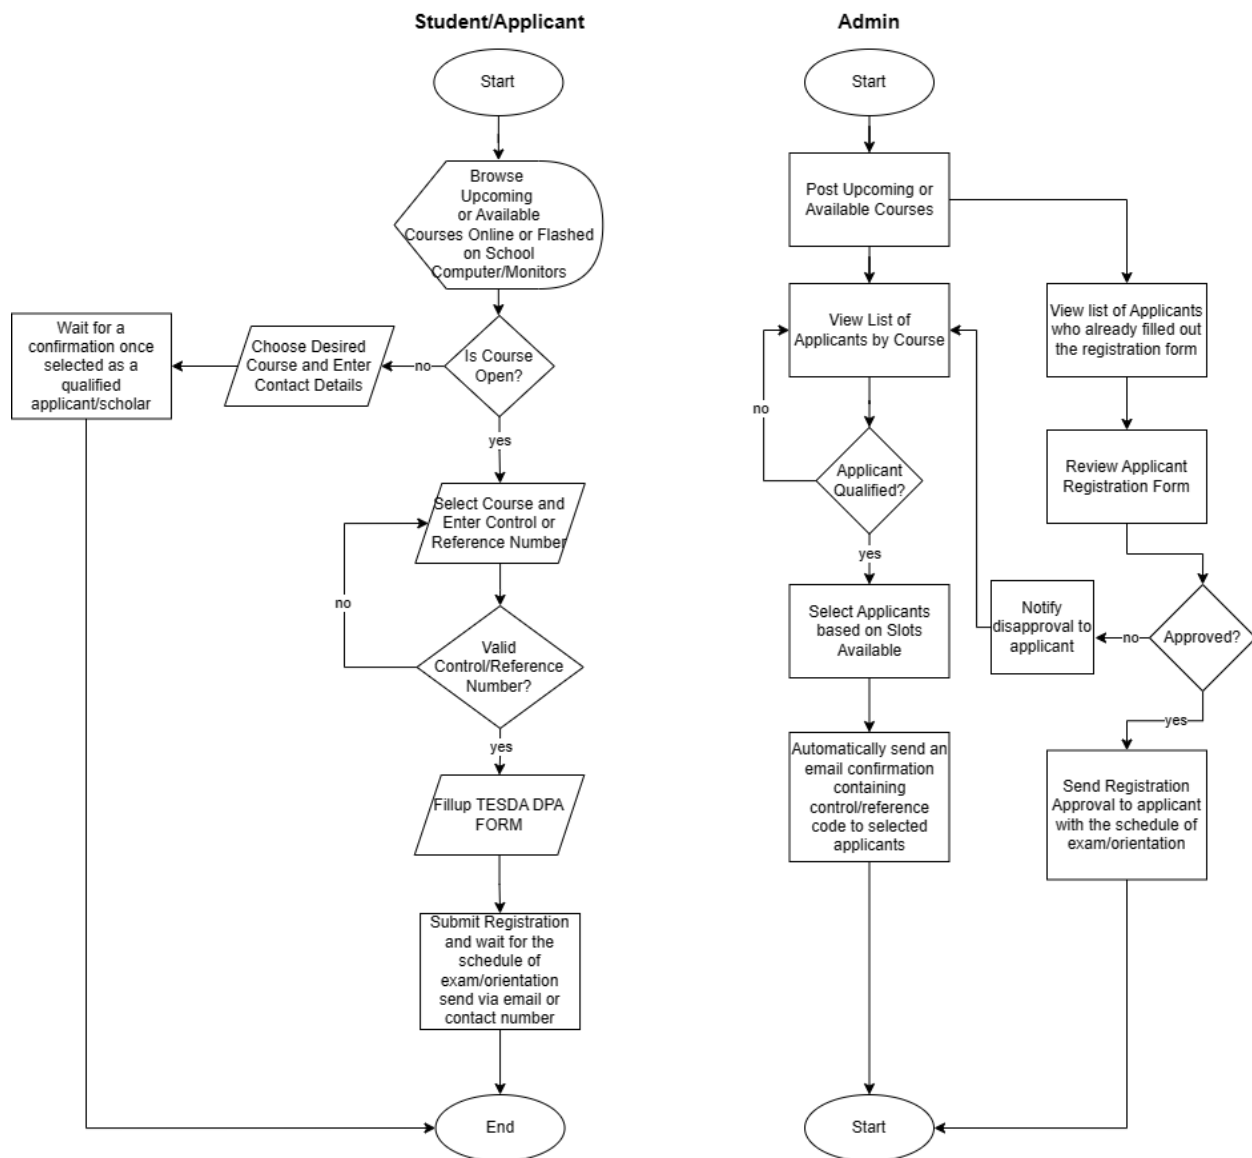 Student/Applicant
Start
Browse
Upcoming
or Available
Courses Online or Flashed
on School
Computer/Monitors
Is Course
Open?
no
Choose Desired
Course and Enter
Contact Details
Wait for a
confirmation once
selected as a
qualified
applicant/scholar
yes
Select Course and
Enter Control or
Reference Number
no
Valid
Control/Reference
Number?
yes
Fillup TESDA DPA
FORM
Submit Registration
and wait for the
schedule of
exam/orientation
send via email or
contact number
End
Admin
Start
Post Upcoming or
Available Courses
View List of
Applicants by Course
no
Applicant
Qualified?
yes
Select Applicants
based on Slots
Available
Automatically send an
email confirmation
containing
control/reference
code to selected
applicants
Start
View list of Applicants
who already filled out
the registration form
Review Applicant
Registration Form
Approved?
no
Notify
disapproval to
applicant
yes
Send Registration
Approval to applicant
with the schedule of
exam/orientation